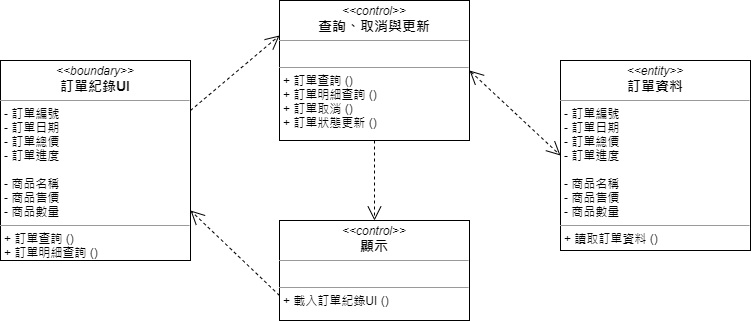 <<control>>
查詢、取消與更新
+ 訂單查詢 ()
+ 訂單明細查詢 ()
+ 訂單取消 ()
+ 訂單狀態更新 ()
<<boundary>>
訂單紀錄UI
- 訂單編號
- 訂單日期
- 訂單總價
- 訂單進度
- 商品名稱
- 商品售價
- 商品數量
+ 訂單查詢 ()
+ 訂單明細查詢 ()
<<entity>>
訂單資料
- 訂單編號
- 訂單日期
- 訂單總價
- 訂單進度
- 商品名稱
- 商品售價
- 商品數量
+ 讀取訂單資料 ()
<<control>>
顯示
+ 載入訂單紀錄UI ()